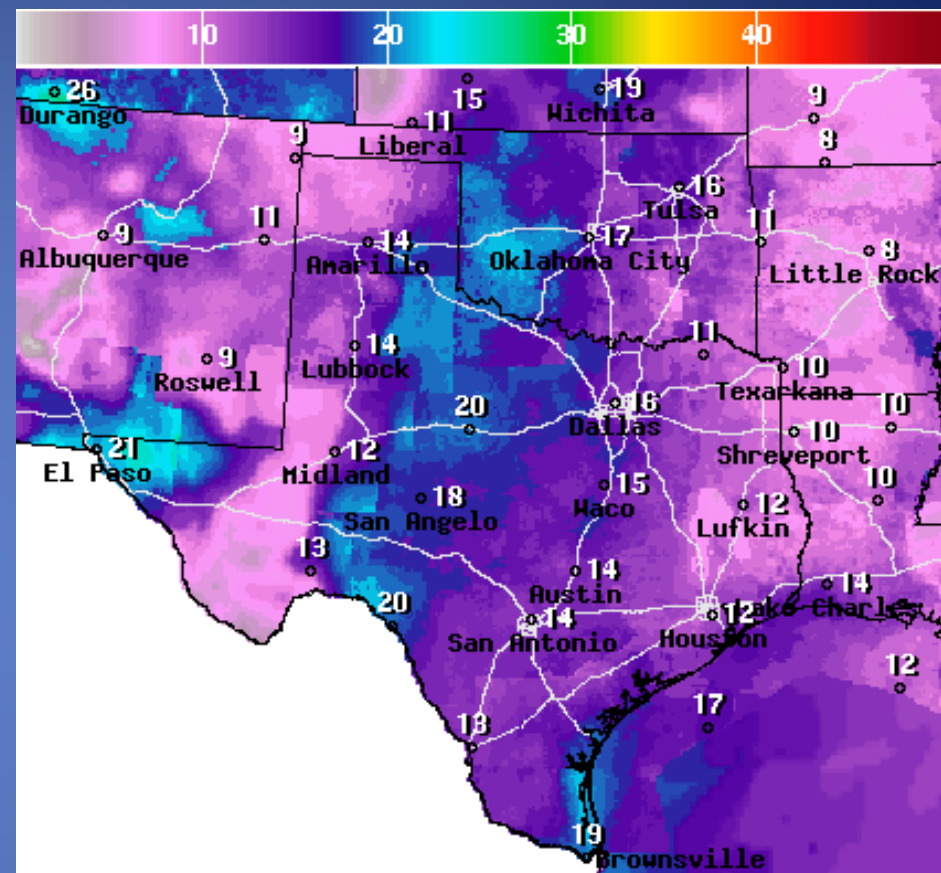 10 20 30 40
26
Durango
15
19
Wichita
11
Liberal
9
8
9
16
Tulsa
9
Albuquerque
11
14
Amarillo
17
Oklahoma City
11
8
Little Rock
9
Roswell
14
Lubbock
11
10
Texarkana
20
16
Dallas
10
Shreveport
10
21
El Paso
12
Midland
18
San Angelo
15
Waco
12
Lufkin
10
13
14
Austin
14
Lake Charles
20
14
San Antonio
12
Houston
12
17
13
19
Brownsville